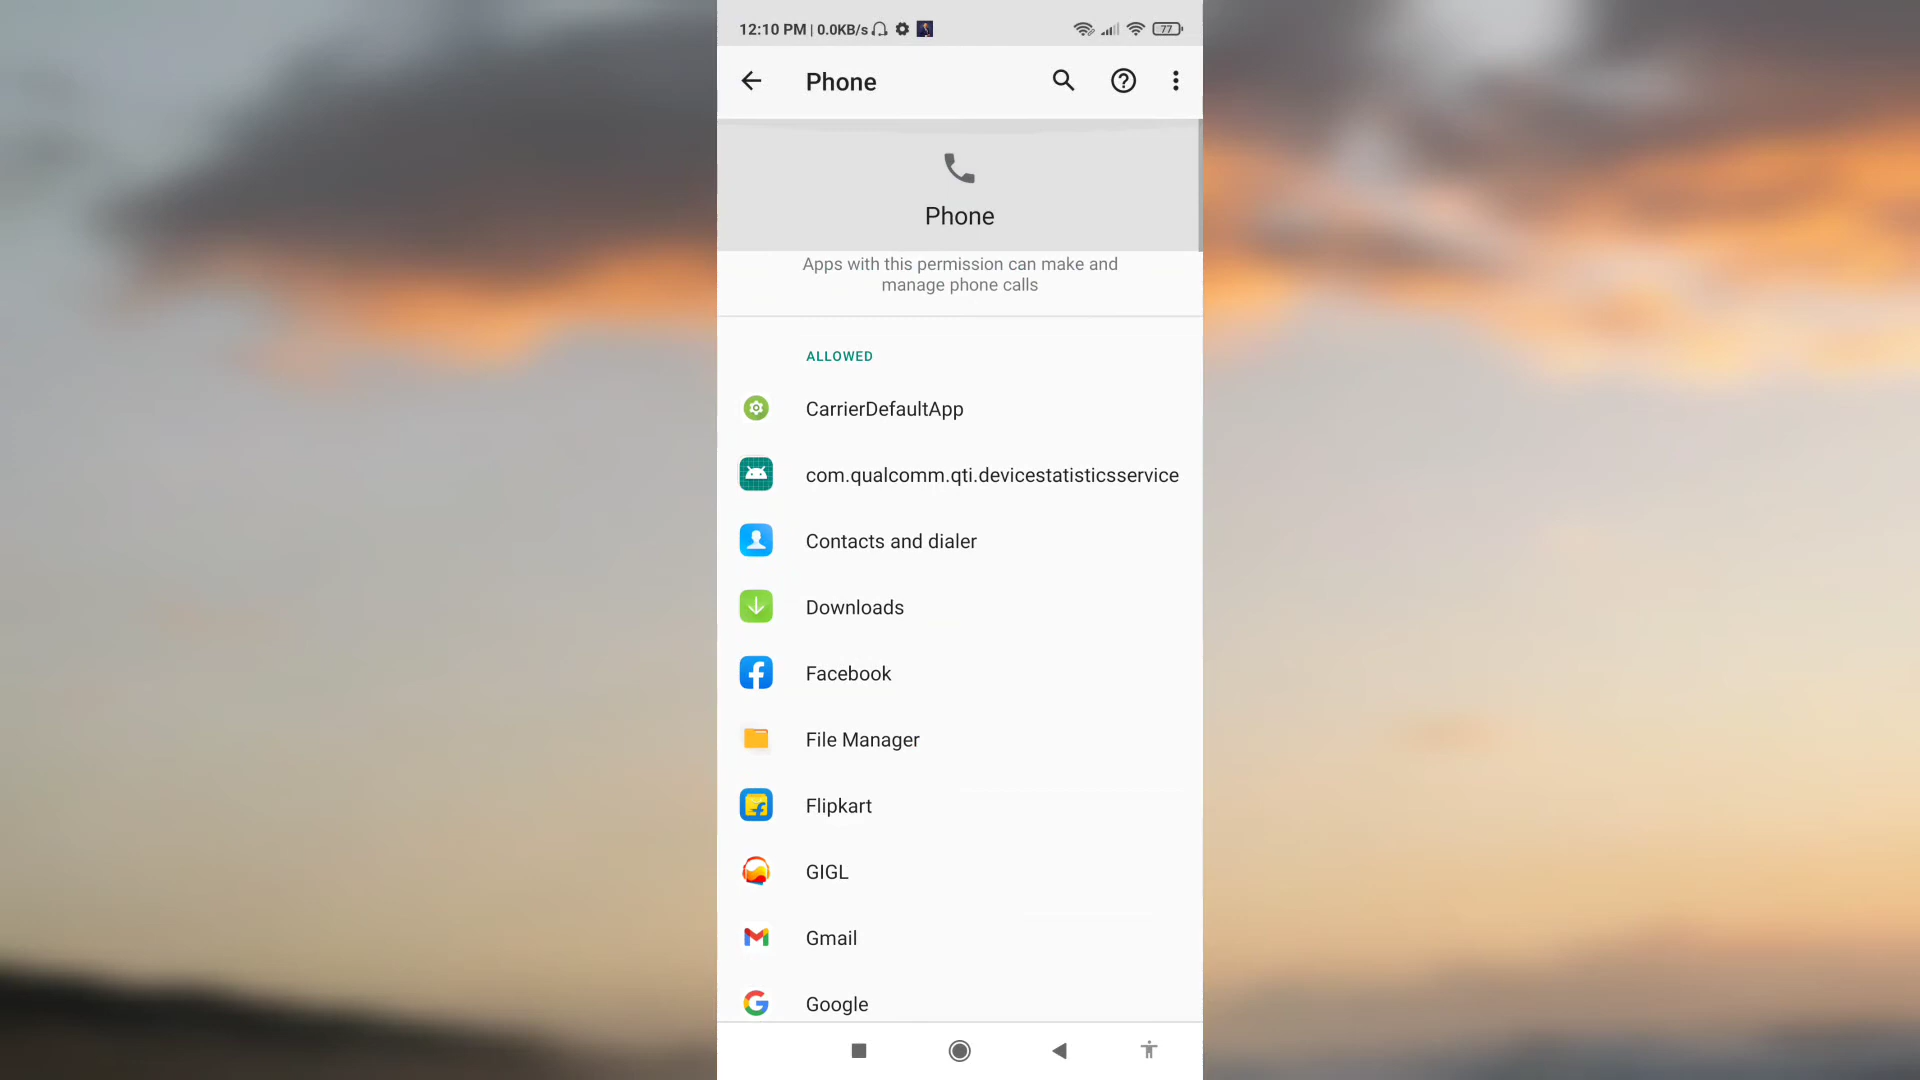 12:10 PM | 0.0KB/s
77
Phone
Phone
Apps with this permission can make and
manage phone calls
ALLOWED
CarrierDefaultApp
com.qualcomm.qti.devicestatisticsservice
Contacts and dialer
Downloads
Facebook
File Manager
Flipkart
GIGL
Gmail
Google